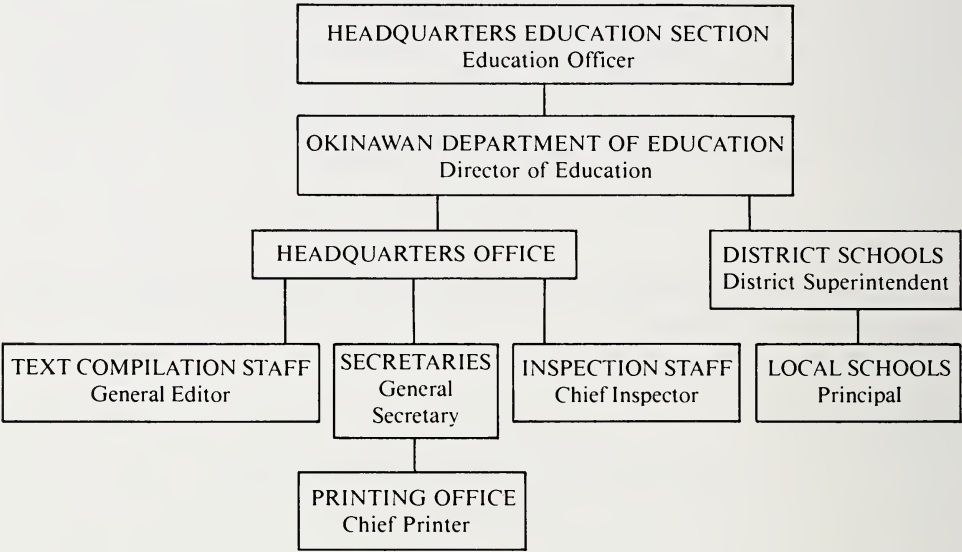 HEADQUARTERS EDUCATION SECTION
Education Officer
OKINAWAN DEPARTMENT OF EDUCATION
Director of Education
HEADQUARTERS OFFICE
DISTRICT SCHOOLS
District Superintendent
TEXT COMPILATION STAFF
General Editor
SECRETARIES
General
Secretary
INSPECTION STAFF
Chief Inspector
LOCAL SCHOOLS
Principal
PRINTING OFFICE
Chief Printer